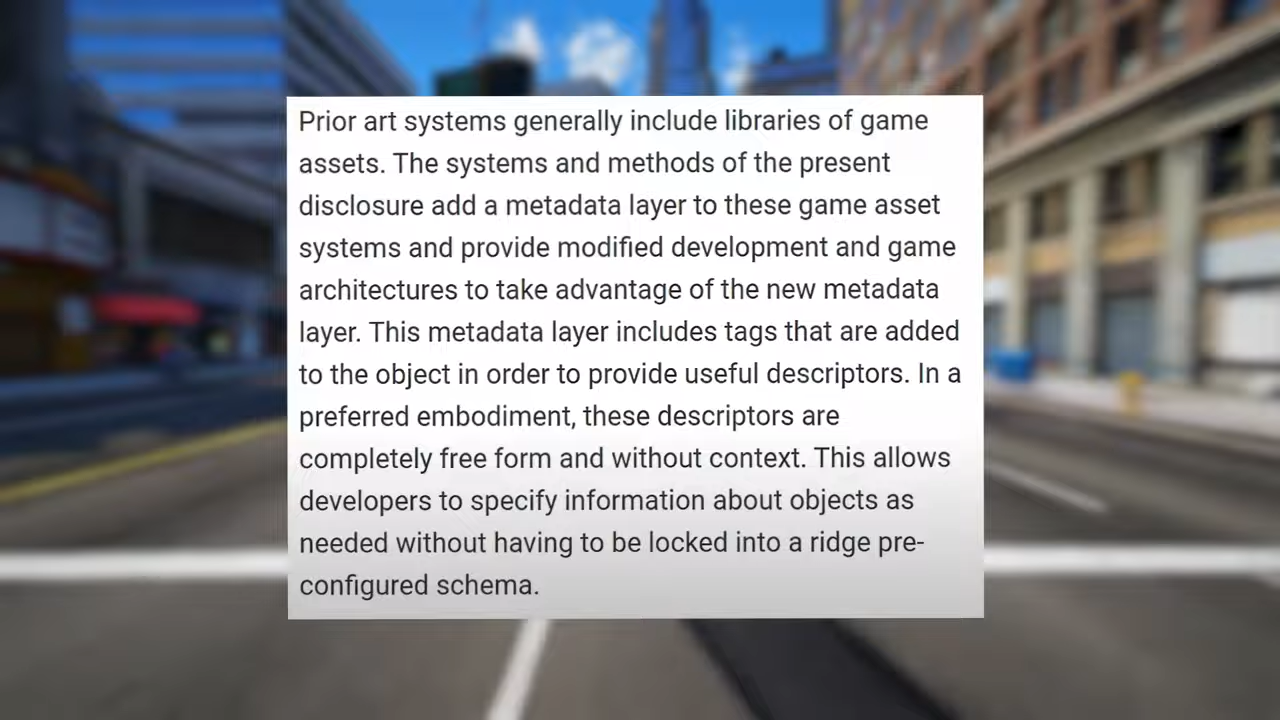 Prior art systems generally include libraries of game
assets. The systems and methods of the present
disclosure add a metadata layer to these game asset
systems and provide modified development and game
architectures to take advantage of the new metadata
layer. This metadata layer includes tags that are added
to the object in order to provide useful descriptors. In a
preferred embodiment, these descriptors are
completely free form and without context. This allows
developers to specify information about objects as
needed without having to be locked into a ridge pre-
configured schema.